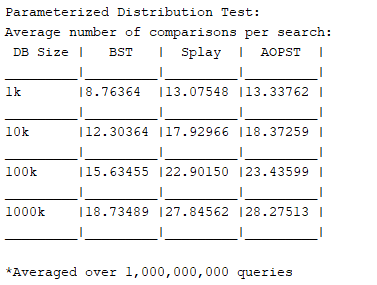 Parameterized Distribution Test:
Average number of comparisons per search:
DB Size | BST | Splay | AOPST |
1k |8.76364 |13.07548 |13.33762 |
10k |12.30364 |17.92966 |18.37259 |
100k |15.63455 |22.90150 |23.43599 |
1000k |18.73489 |27.84562 |28.27513 |
*Averaged over 1,000,000,000 queries